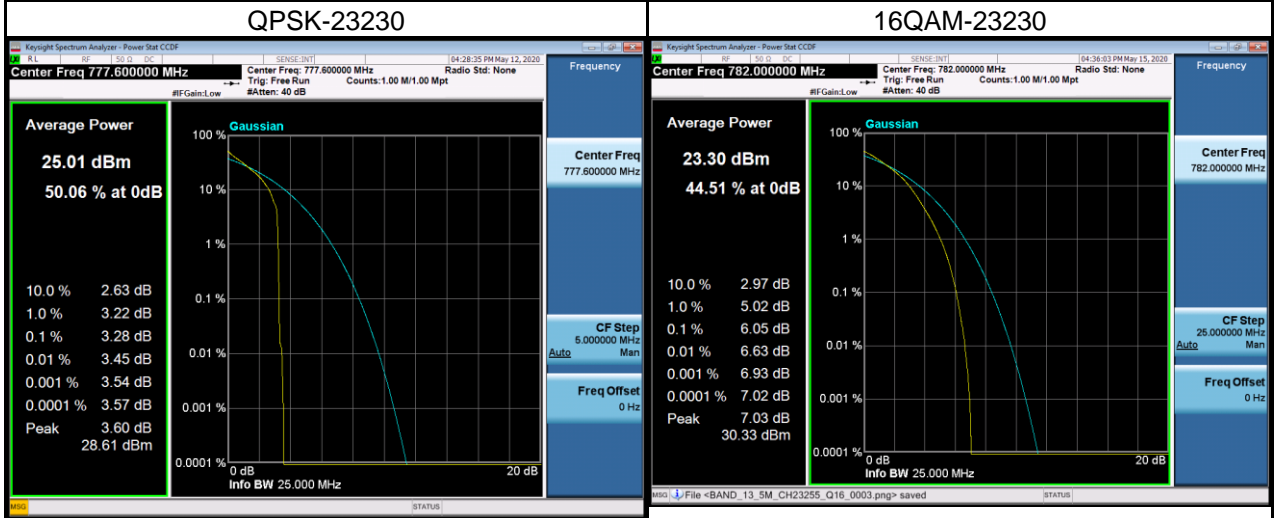 QPSK-23230
Keysight Spectrum Analyzer - Power Stat CCDF
RL RF 50 Ω DC SENSE:INT 04:28:35 PM May 12, 2020
Center Freq 777.600000 MHz
Center Freq: 777.600000 MHz Radio Std: None
Trig: Free Run Counts:1.00 M/1.00 Mpt
#IFGain:Low #Atten: 40 dB
Frequency
Average Power
25.01 dBm
50.06 % at 0dB
10.0 % 2.63 dB
1.0 % 3.22 dB
0.1 % 3.28 dB
0.01 % 3.45 dB
0.001 % 3.54 dB
0.0001 % 3.57 dB
Peak 3.60 dB
28.61 dBm
Gaussian
100 %
10 %
1 %
0.1 %
0.01 %
0.001 %
0.0001 %
0 dB 20 dB
Info BW 25.000 MHz
Center Freq
777.600000 MHz
CF Step
5.000000 MHz
Auto Man
Freq Offset
0 Hz
MSG STATUS
16QAM-23230
Keysight Spectrum Analyzer - Power Stat CCDF
RF 50 Ω DC SENSE:INT 04:36:03 PM May 15, 2020
Center Freq 782.000000 MHz
Center Freq: 782.000000 MHz Radio Std: None
Trig: Free Run Counts:1.00 M/1.00 Mpt
#IFGain:Low #Atten: 40 dB
Frequency
Average Power
23.30 dBm
44.51 % at 0dB
10.0 % 2.97 dB
1.0 % 5.02 dB
0.1 % 6.05 dB
0.01 % 6.63 dB
0.001 % 6.93 dB
0.0001 % 7.02 dB
Peak 7.03 dB
30.33 dBm
Gaussian
100 %
10 %
1 %
0.1 %
0.01 %
0.001 %
0.0001 %
0 dB 20 dB
Info BW 25.000 MHz
Center Freq
782.000000 MHz
CF Step
25.000000 MHz
Auto Man
Freq Offset
0 Hz
MSG File <BAND_13_5M_CH23255_Q16_0003.png> saved STATUS